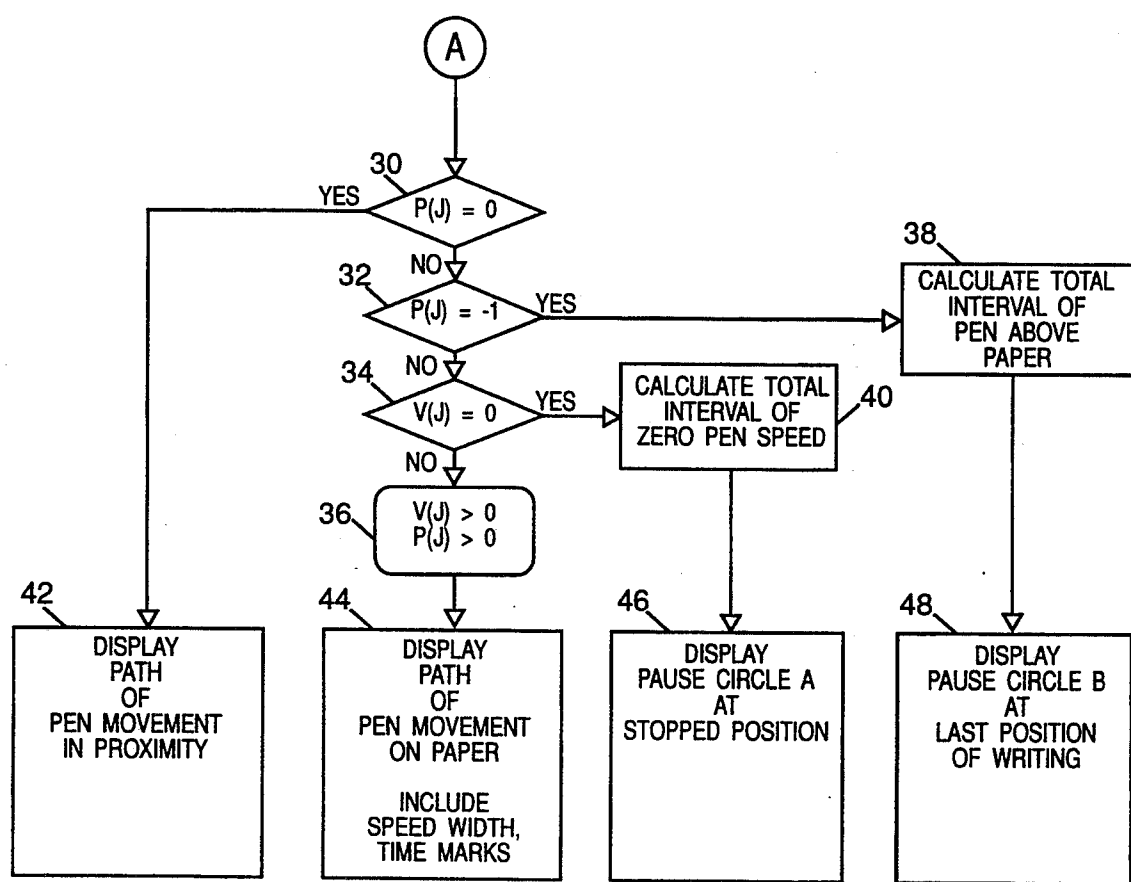 A
30
YES
P(J) = 0
NO
32
P(J) = -1
YES
38
CALCULATE TOTAL
INTERVAL OF
PEN ABOVE
PAPER
NO
34
V(J) = 0
YES
CALCULATE TOTAL
INTERVAL OF
ZERO PEN SPEED
40
NO
36
V(J) > 0
P(J) > 0
42
DISPLAY
PATH
OF
PEN MOVEMENT
IN PROXIMITY
44
DISPLAY
PATH
OF
PEN MOVEMENT
ON PAPER
INCLUDE
SPEED WIDTH,
TIME MARKS
46
DISPLAY
PAUSE CIRCLE A
AT
STOPPED POSITION
48
DISPLAY
PAUSE CIRCLE B
AT
LAST POSITION
OF WRITING